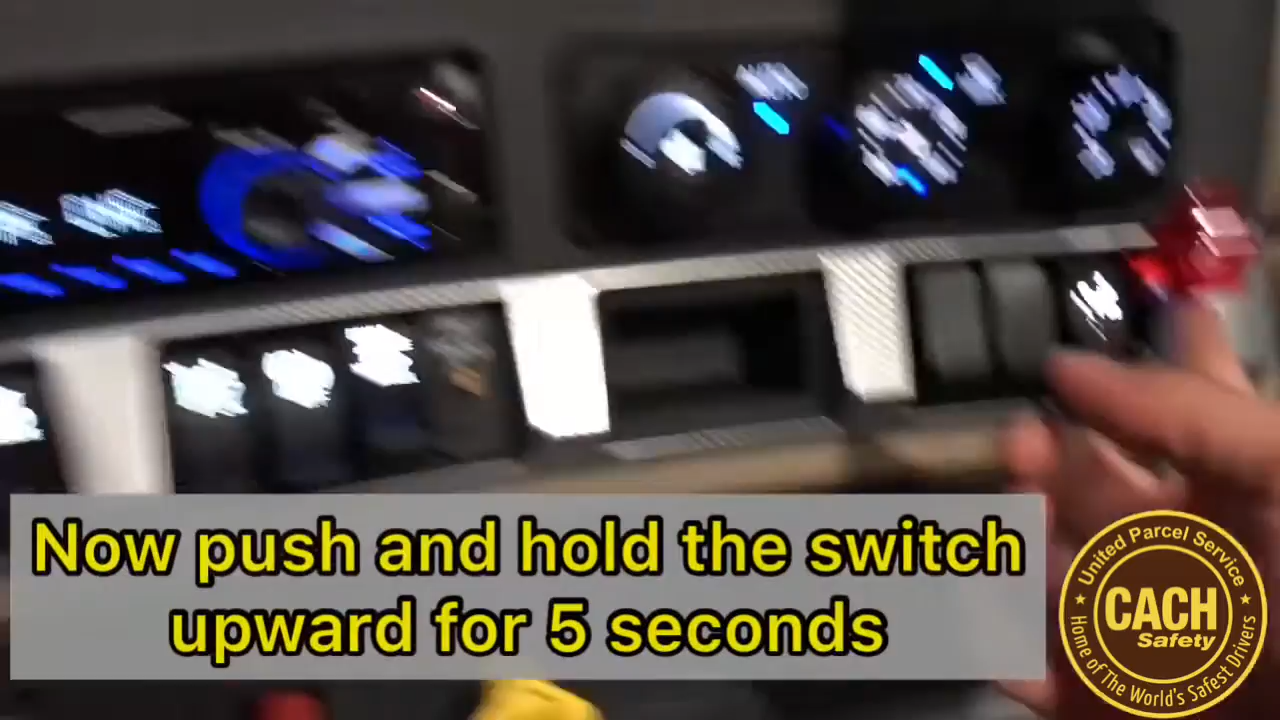 Now push and hold the switch
upward for 5 seconds
United Parcel Service
CACH
Safety
Home of The World's Safest Drivers